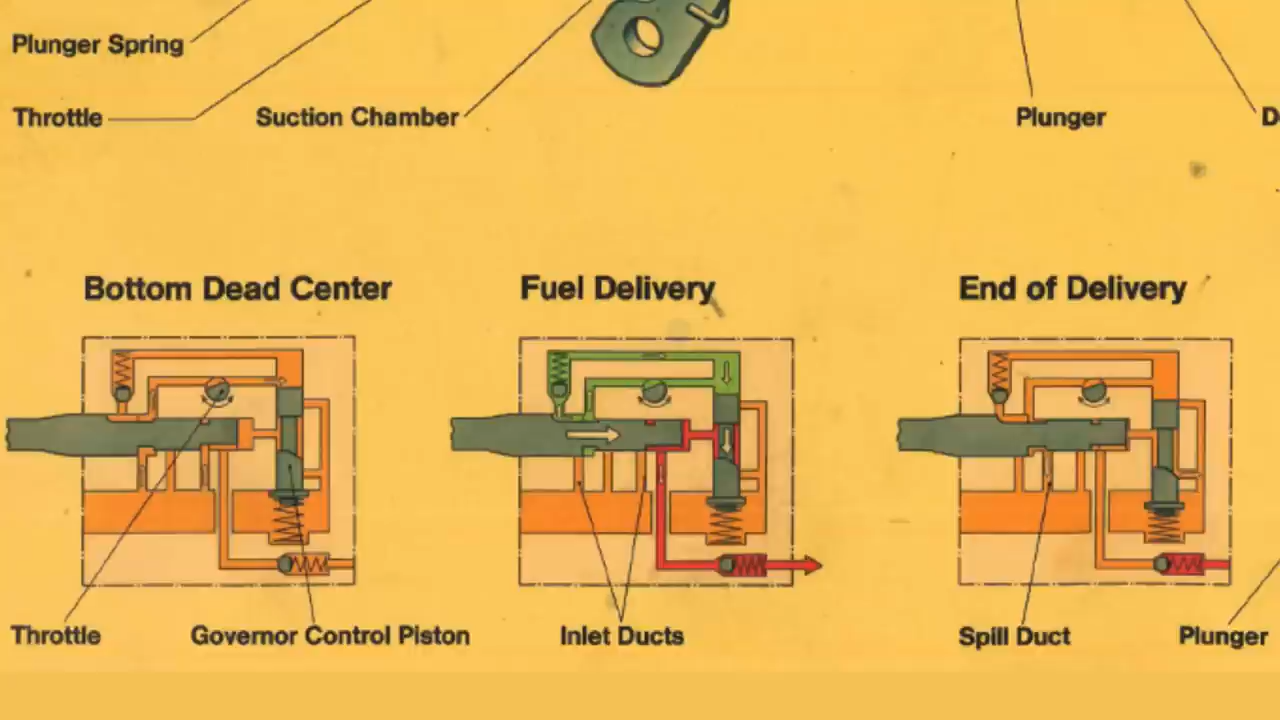 Plunger Spring
Throttle
Suction Chamber
Plunger
Bottom Dead Center
Fuel Delivery
End of Delivery
Throttle
Governor Control Piston
Inlet Ducts
Spill Duct
Plunger